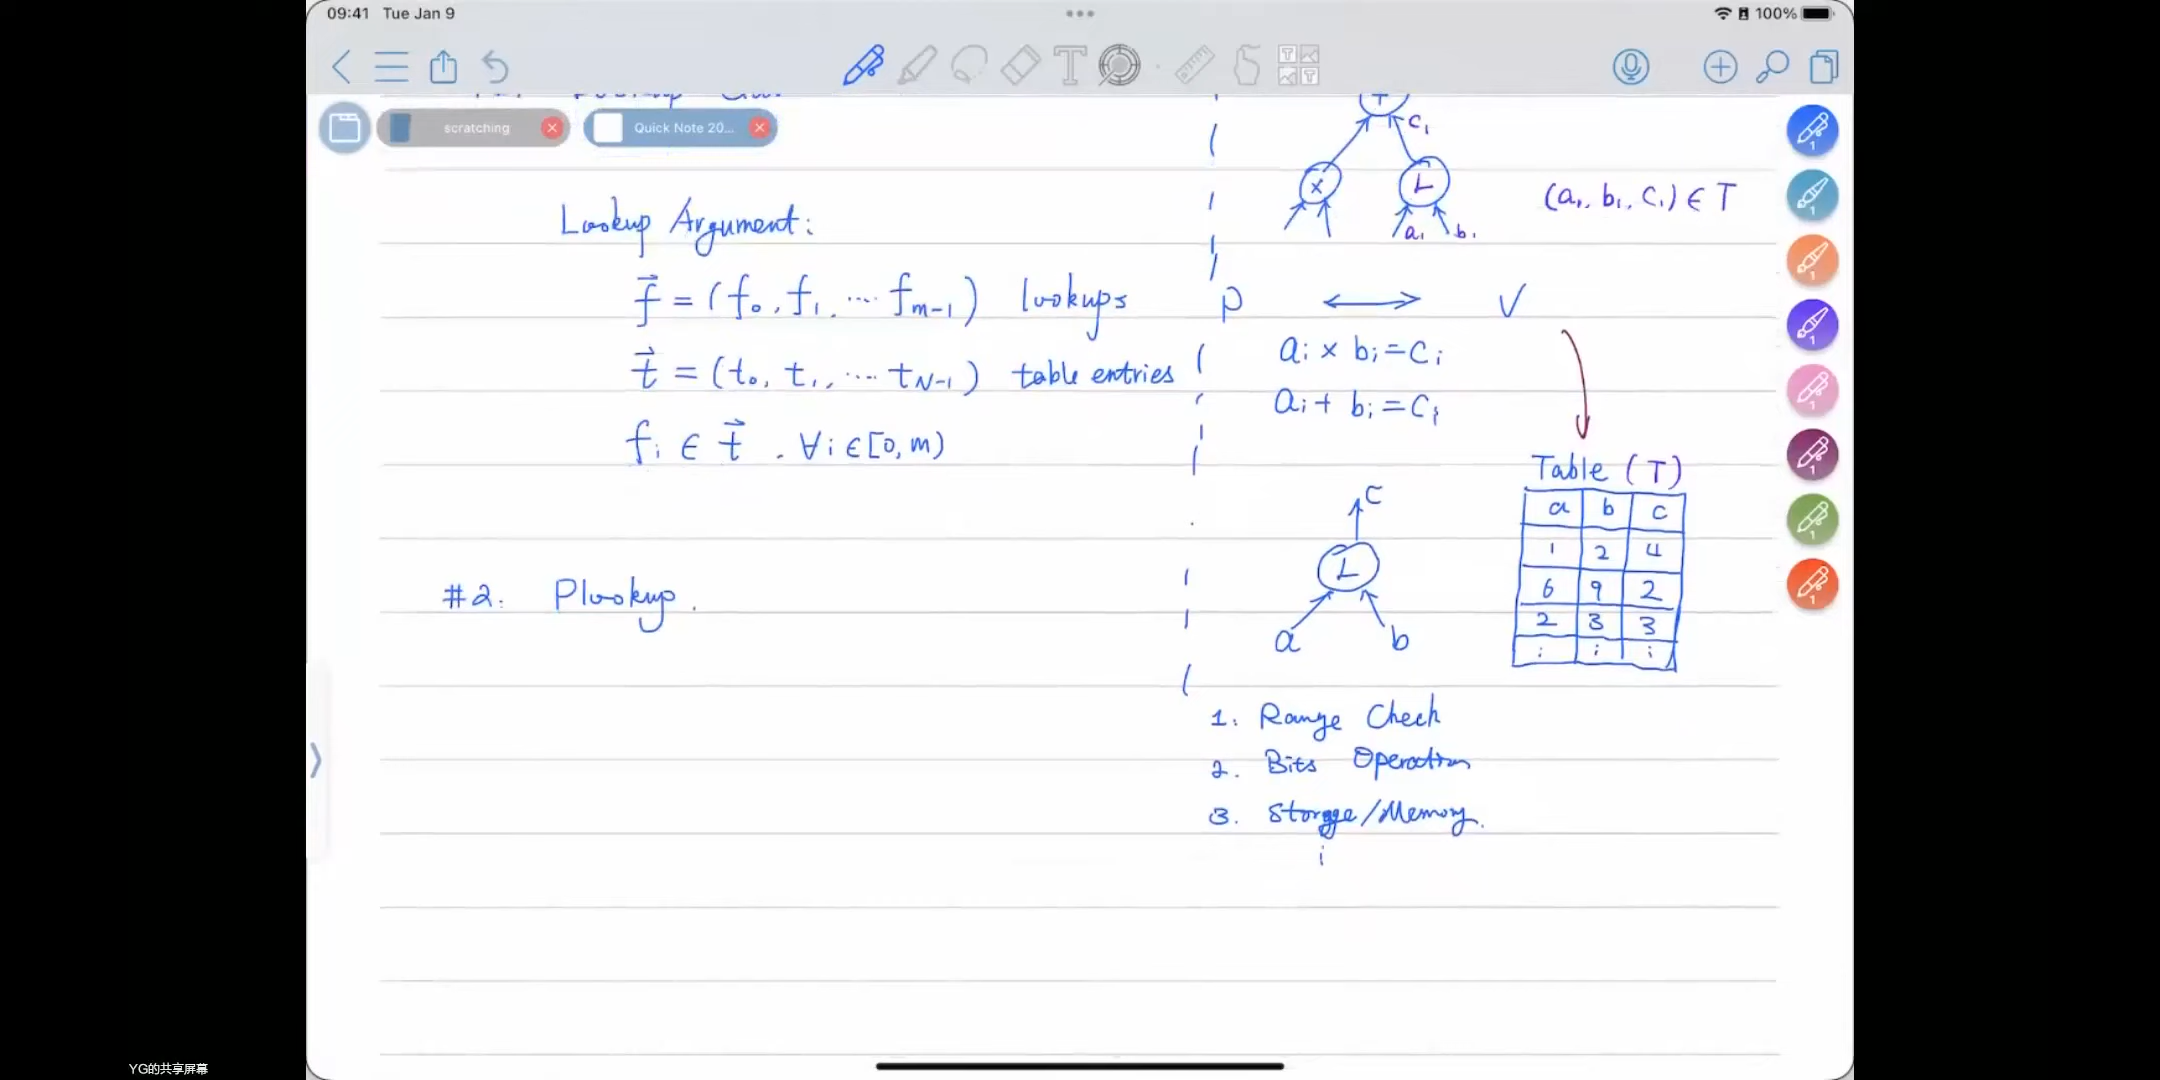 09:41 Tue Jan 9
100%
scratching
Quick Note 20...
Lookup Argument:
f⃗ = (f₀, f₁, ... fₘ₋₁) lookups
t⃗ = (t₀, t₁, ... t_N-1) table entries
fᵢ ∈ t⃗ . ∀i ∈ [0, m)
#2. Plookup.
c₁
× L
a₁ b₁
(a₁, b₁, c₁) ∈ T
P ⟷ V
aᵢ × bᵢ = cᵢ
aᵢ + bᵢ = cᵢ
c
L
a b
Table (T)
a b c
1 2 4
6 9 2
2 3 3
⋮ ⋮ ⋮
1. Range Check
2. Bits Operation
3. Storage/Memory.
⋮
YG的共享屏幕